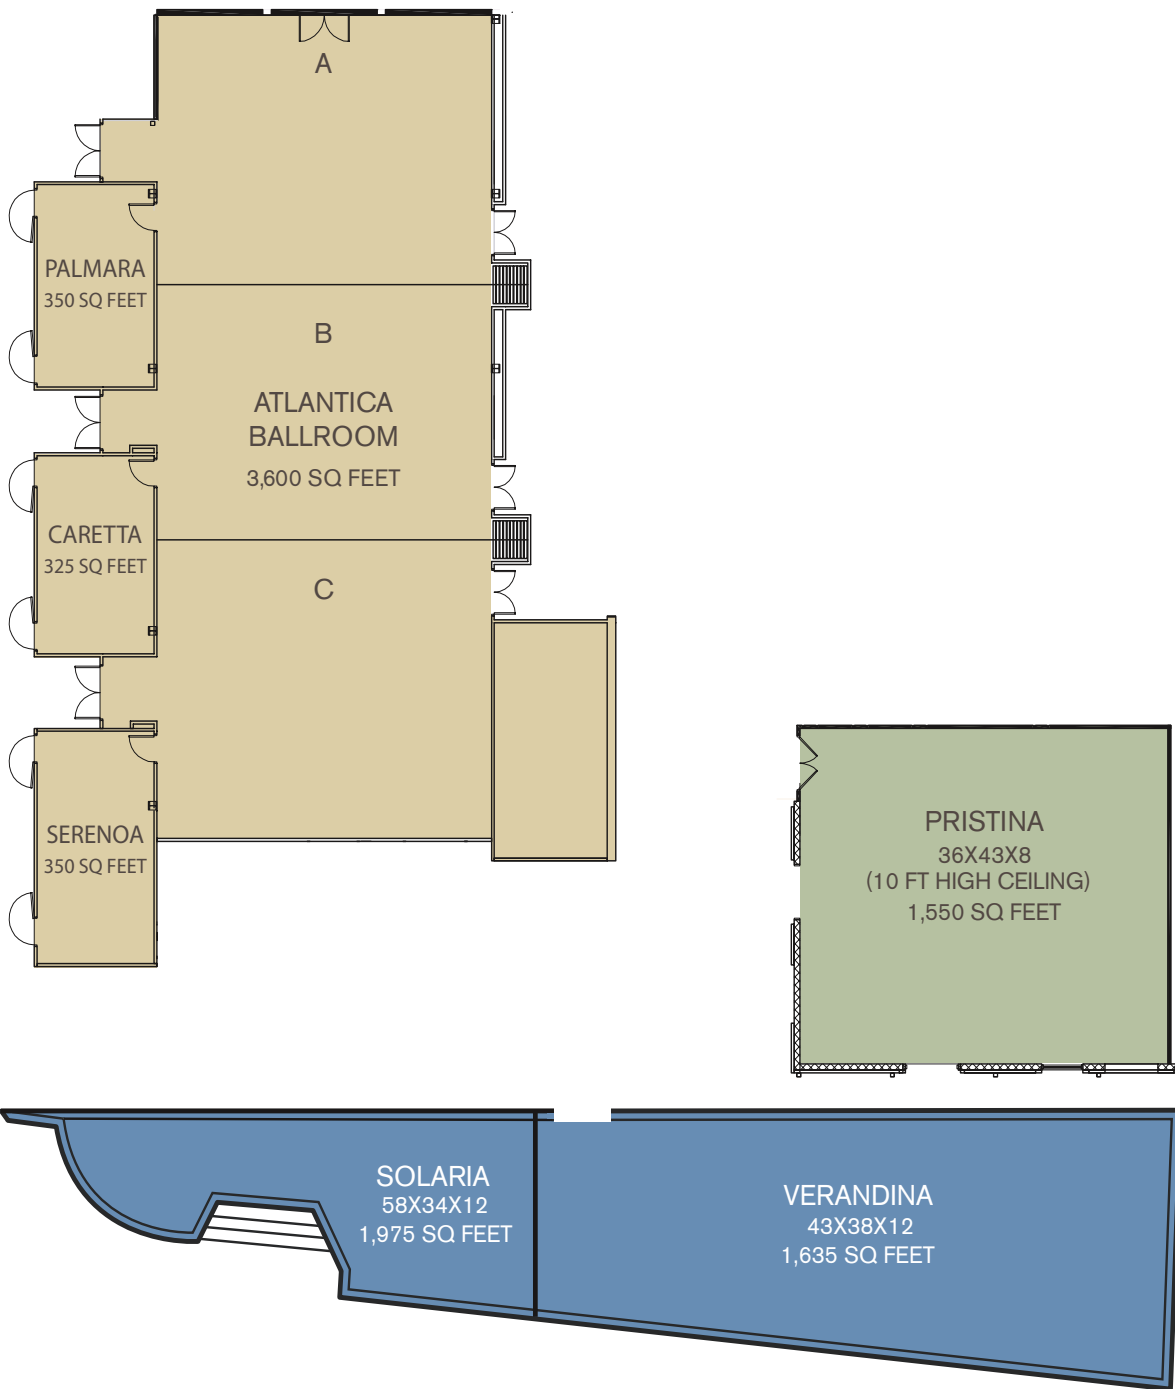 A
PALMARA
350 SQ FEET
B
ATLANTICA
BALLROOM
3,600 SQ FEET
CARETTA
325 SQ FEET
C
SERENOA
350 SQ FEET
PRISTINA
36X43X8
(10 FT HIGH CEILING)
1,550 SQ FEET
SOLARIA
58X34X12
1,975 SQ FEET
VERANDINA
43X38X12
1,635 SQ FEET